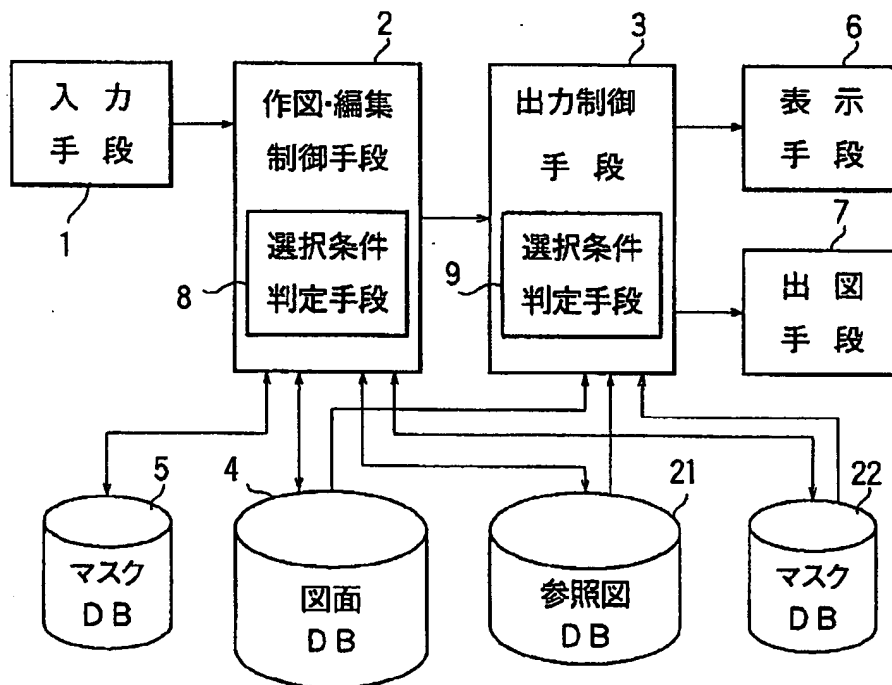 2
3
6
入力
手段
1
作図・編集
制御手段
選択条件
判定手段
8
出力制御
手段
選択条件
判定手段
9
表示
手段
7
出図
手段
5
マスク
DB
4
図面
DB
21
参照図
DB
22
マスク
DB